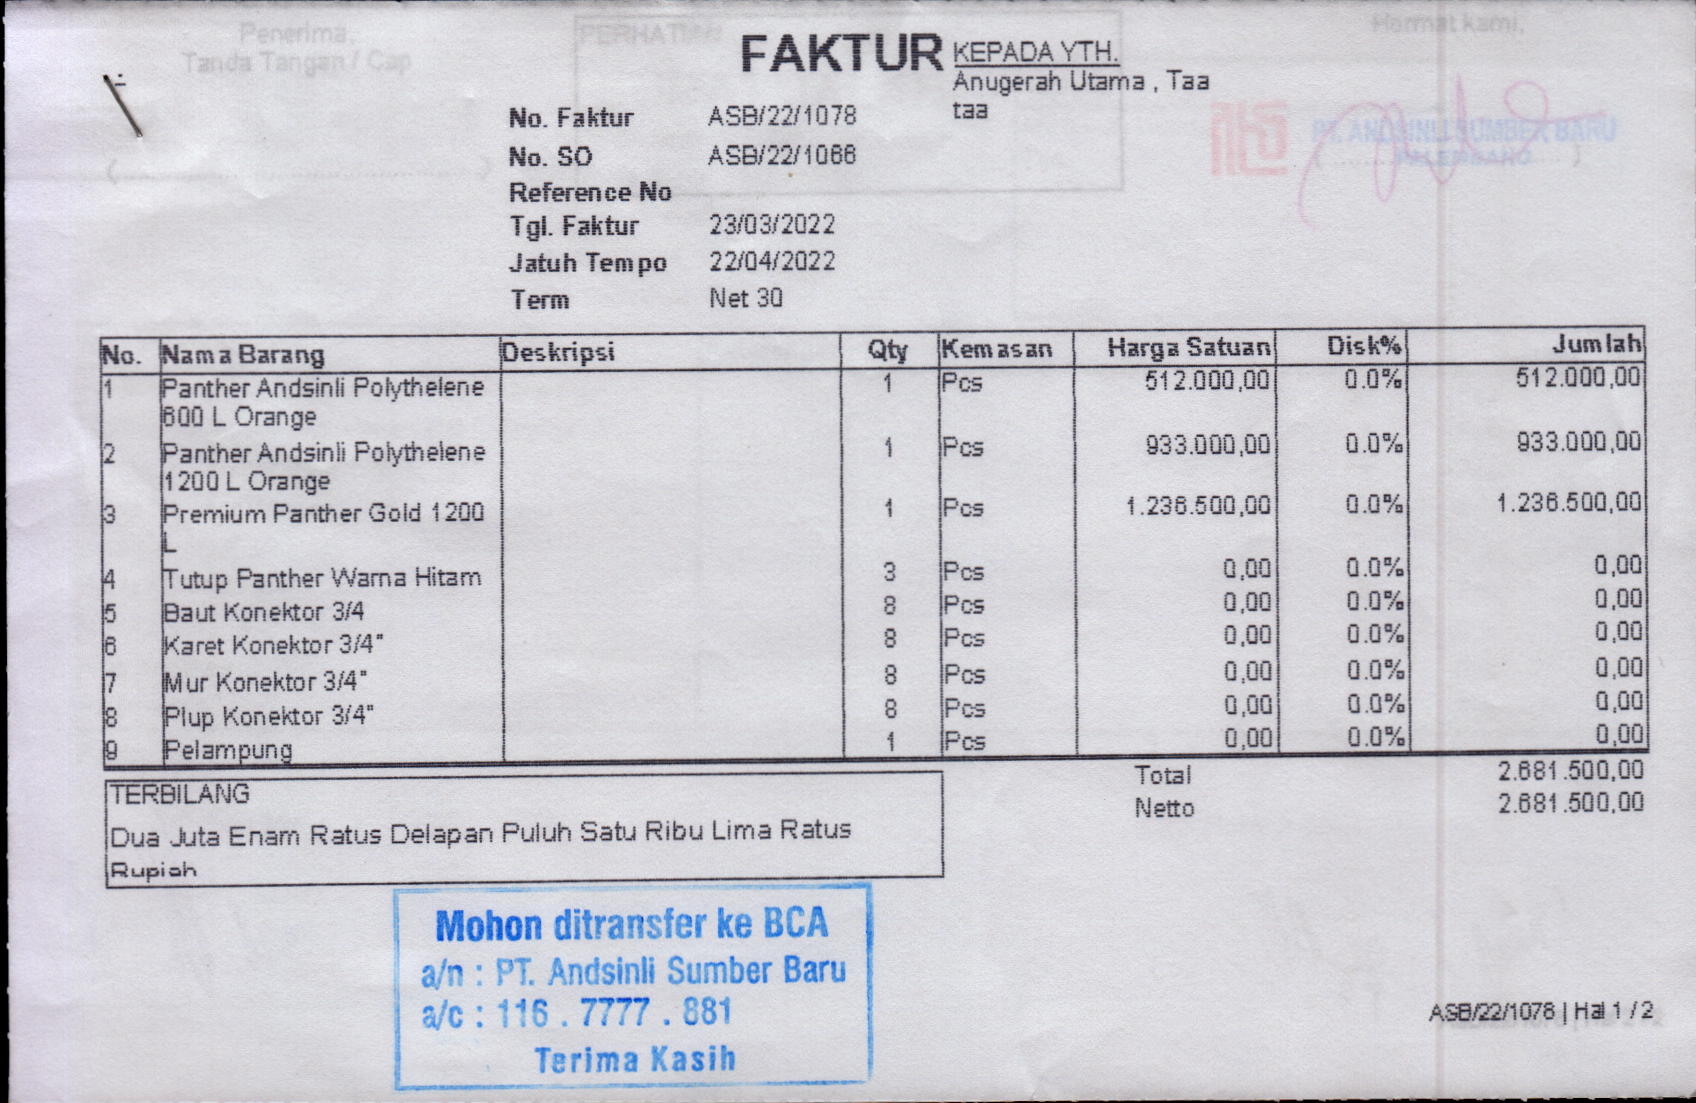 Penerima,
Tanda Tangan / Cap
PERHATIAN
Hormat kami,
FAKTUR
KEPADA YTH.
Anugerah Utama , Taa
taa
PT. ANDSINLI SUMBER BARU
PALEMBANG
No. Faktur ASB/22/1078
No. SO ASB/22/1066
Reference No
Tgl. Faktur 23/03/2022
Jatuh Tempo 22/04/2022
Term Net 30
No. Nama Barang Deskripsi Qty Kemasan Harga Satuan Disk% Jumlah
1 Panther Andsinli Polythelene 1 Pcs 512.000,00 0.0% 512.000,00
600 L Orange
2 Panther Andsinli Polythelene 1 Pcs 933.000,00 0.0% 933.000,00
1200 L Orange
3 Premium Panther Gold 1200 1 Pcs 1.236.500,00 0.0% 1.236.500,00
L
4 Tutup Panther Warna Hitam 3 Pcs 0,00 0.0% 0,00
5 Baut Konektor 3/4 8 Pcs 0,00 0.0% 0,00
6 Karet Konektor 3/4" 8 Pcs 0,00 0.0% 0,00
7 Mur Konektor 3/4" 8 Pcs 0,00 0.0% 0,00
8 Plup Konektor 3/4" 8 Pcs 0,00 0.0% 0,00
9 Pelampung 1 Pcs 0,00 0.0% 0,00
Total 2.681.500,00
Netto 2.681.500,00
TERBILANG
Dua Juta Enam Ratus Delapan Puluh Satu Ribu Lima Ratus
Rupiah
Mohon ditransfer ke BCA
a/n : PT. Andsinli Sumber Baru
a/c : 116 . 7777 . 881
Terima Kasih
ASB/22/1078 | Hal 1 / 2